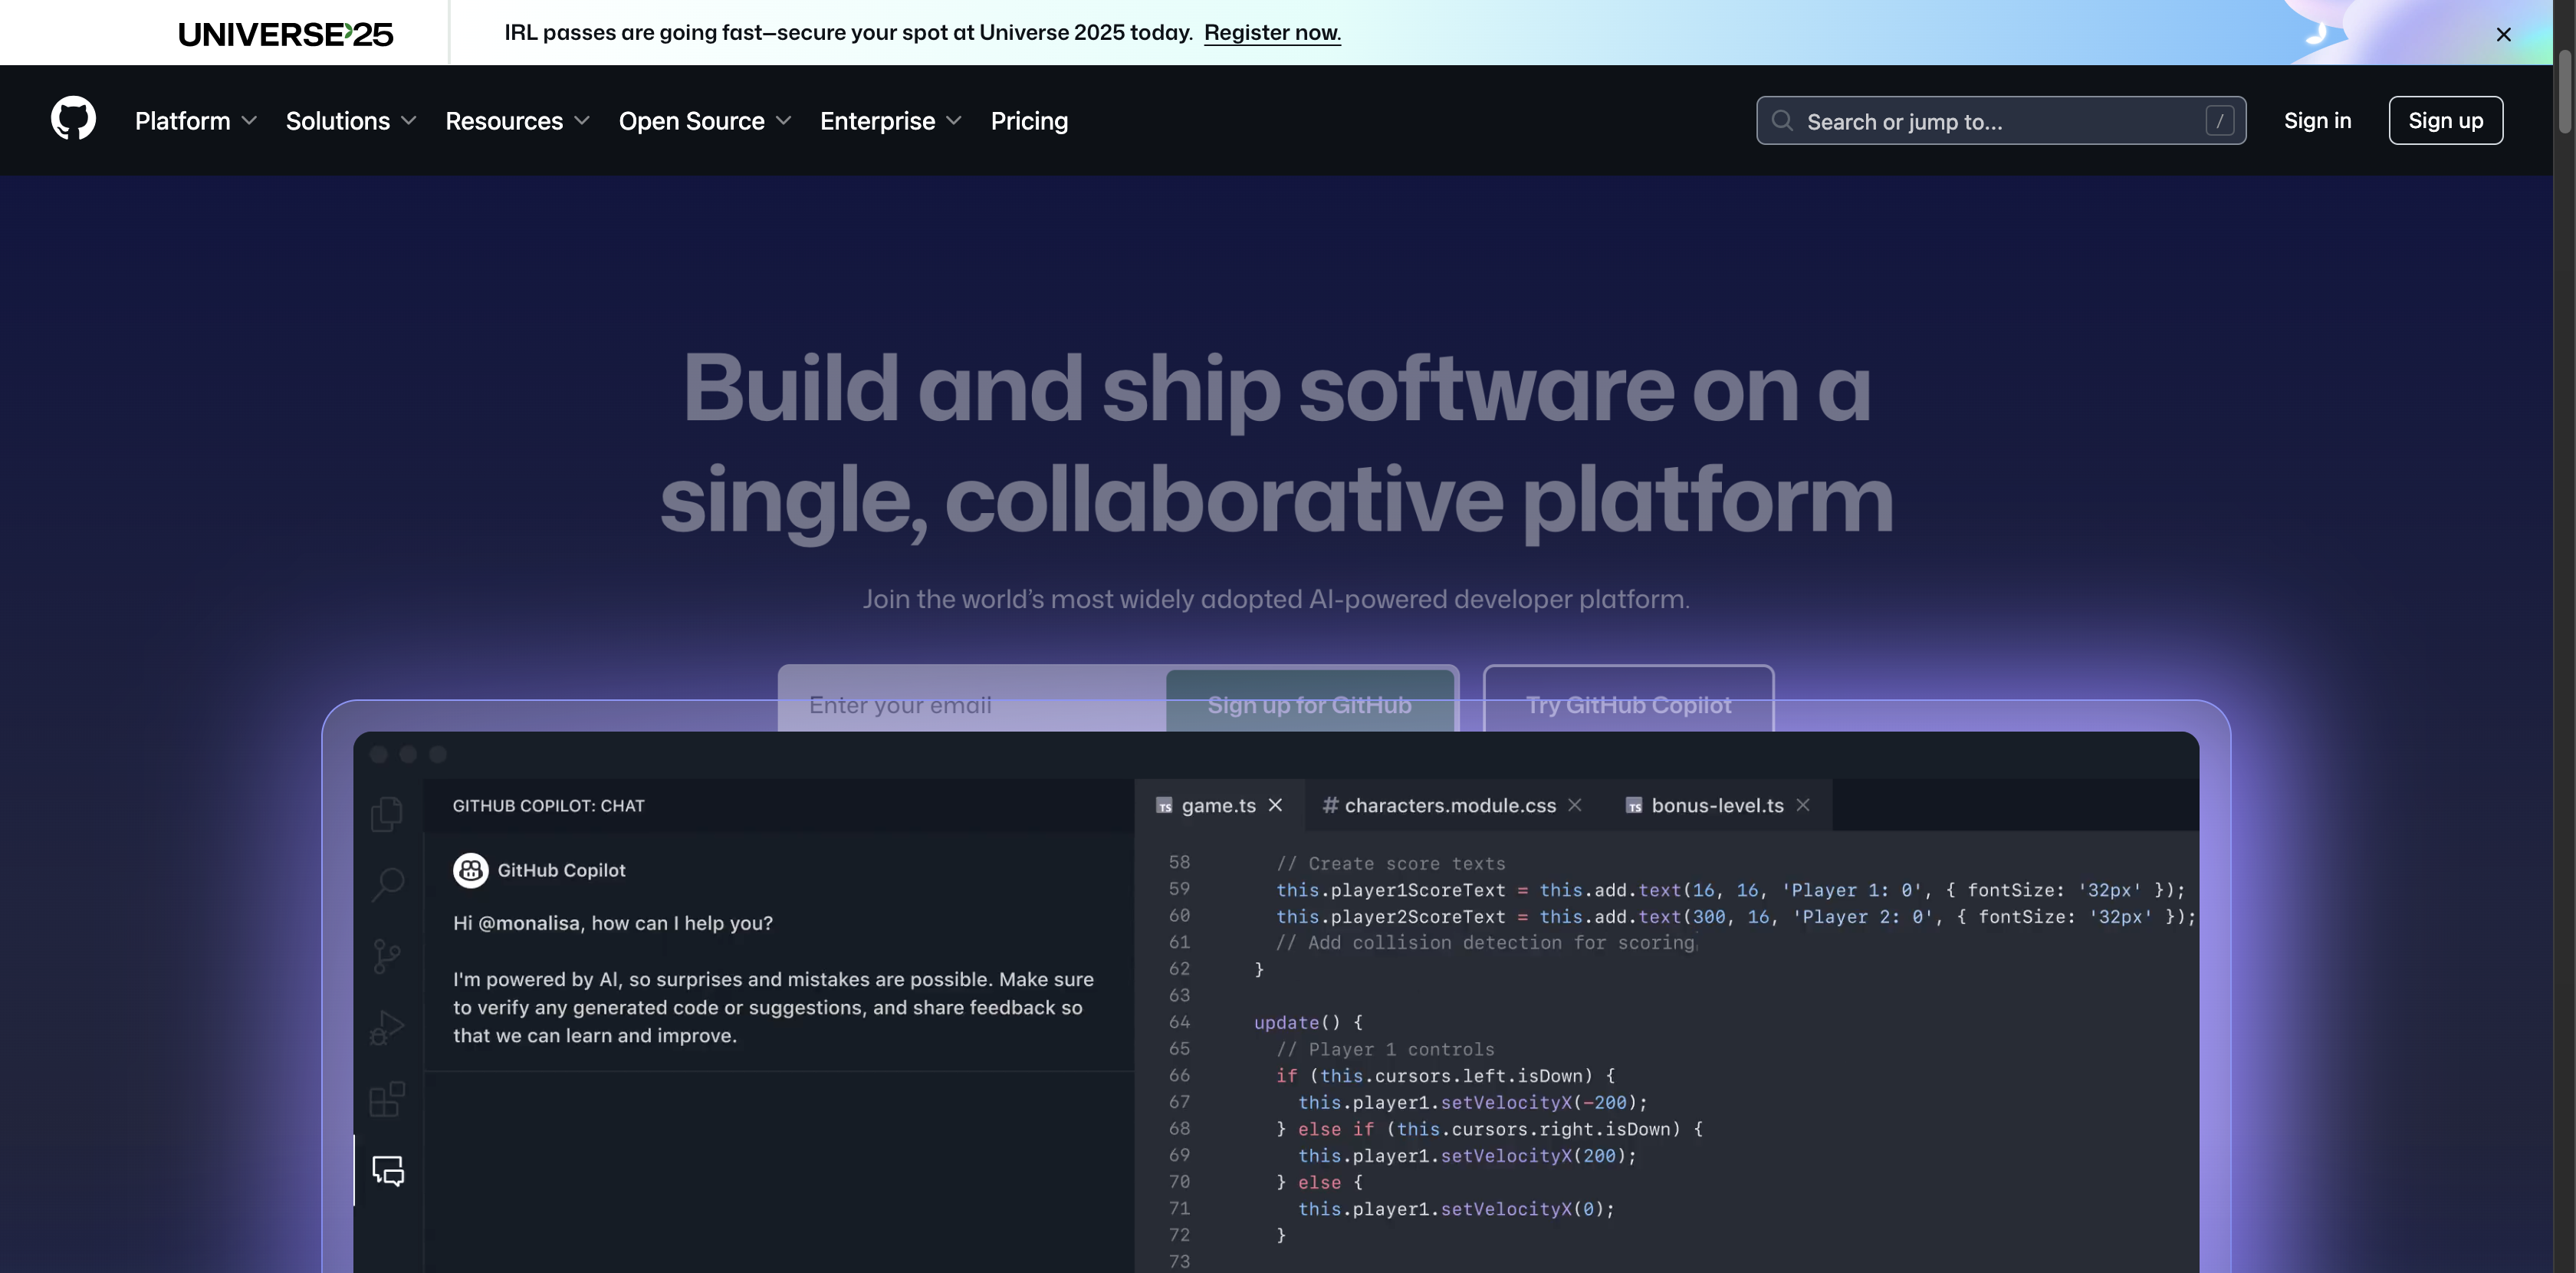 UNIVERSE'25
IRL passes are going fast—secure your spot at Universe 2025 today. Register now.
Platform Solutions Resources Open Source Enterprise Pricing
Search or jump to... /
Sign in
Sign up
Build and ship software on a
single, collaborative platform
Join the world’s most widely adopted AI-powered developer platform.
Enter your email
Sign up for GitHub
Try GitHub Copilot
GITHUB COPILOT: CHAT
GitHub Copilot
Hi @monalisa, how can I help you?
I'm powered by AI, so surprises and mistakes are possible. Make sure
to verify any generated code or suggestions, and share feedback so
that we can learn and improve.
TS game.ts
# characters.module.css
TS bonus-level.ts
58 // Create score texts
59 this.player1ScoreText = this.add.text(16, 16, 'Player 1: 0', { fontSize: '32px' });
60 this.player2ScoreText = this.add.text(300, 16, 'Player 2: 0', { fontSize: '32px' });
61 // Add collision detection for scoring
62 }
63
64 update() {
65 // Player 1 controls
66 if (this.cursors.left.isDown) {
67 this.player1.setVelocityX(-200);
68 } else if (this.cursors.right.isDown) {
69 this.player1.setVelocityX(200);
70 } else {
71 this.player1.setVelocityX(0);
72 }
73